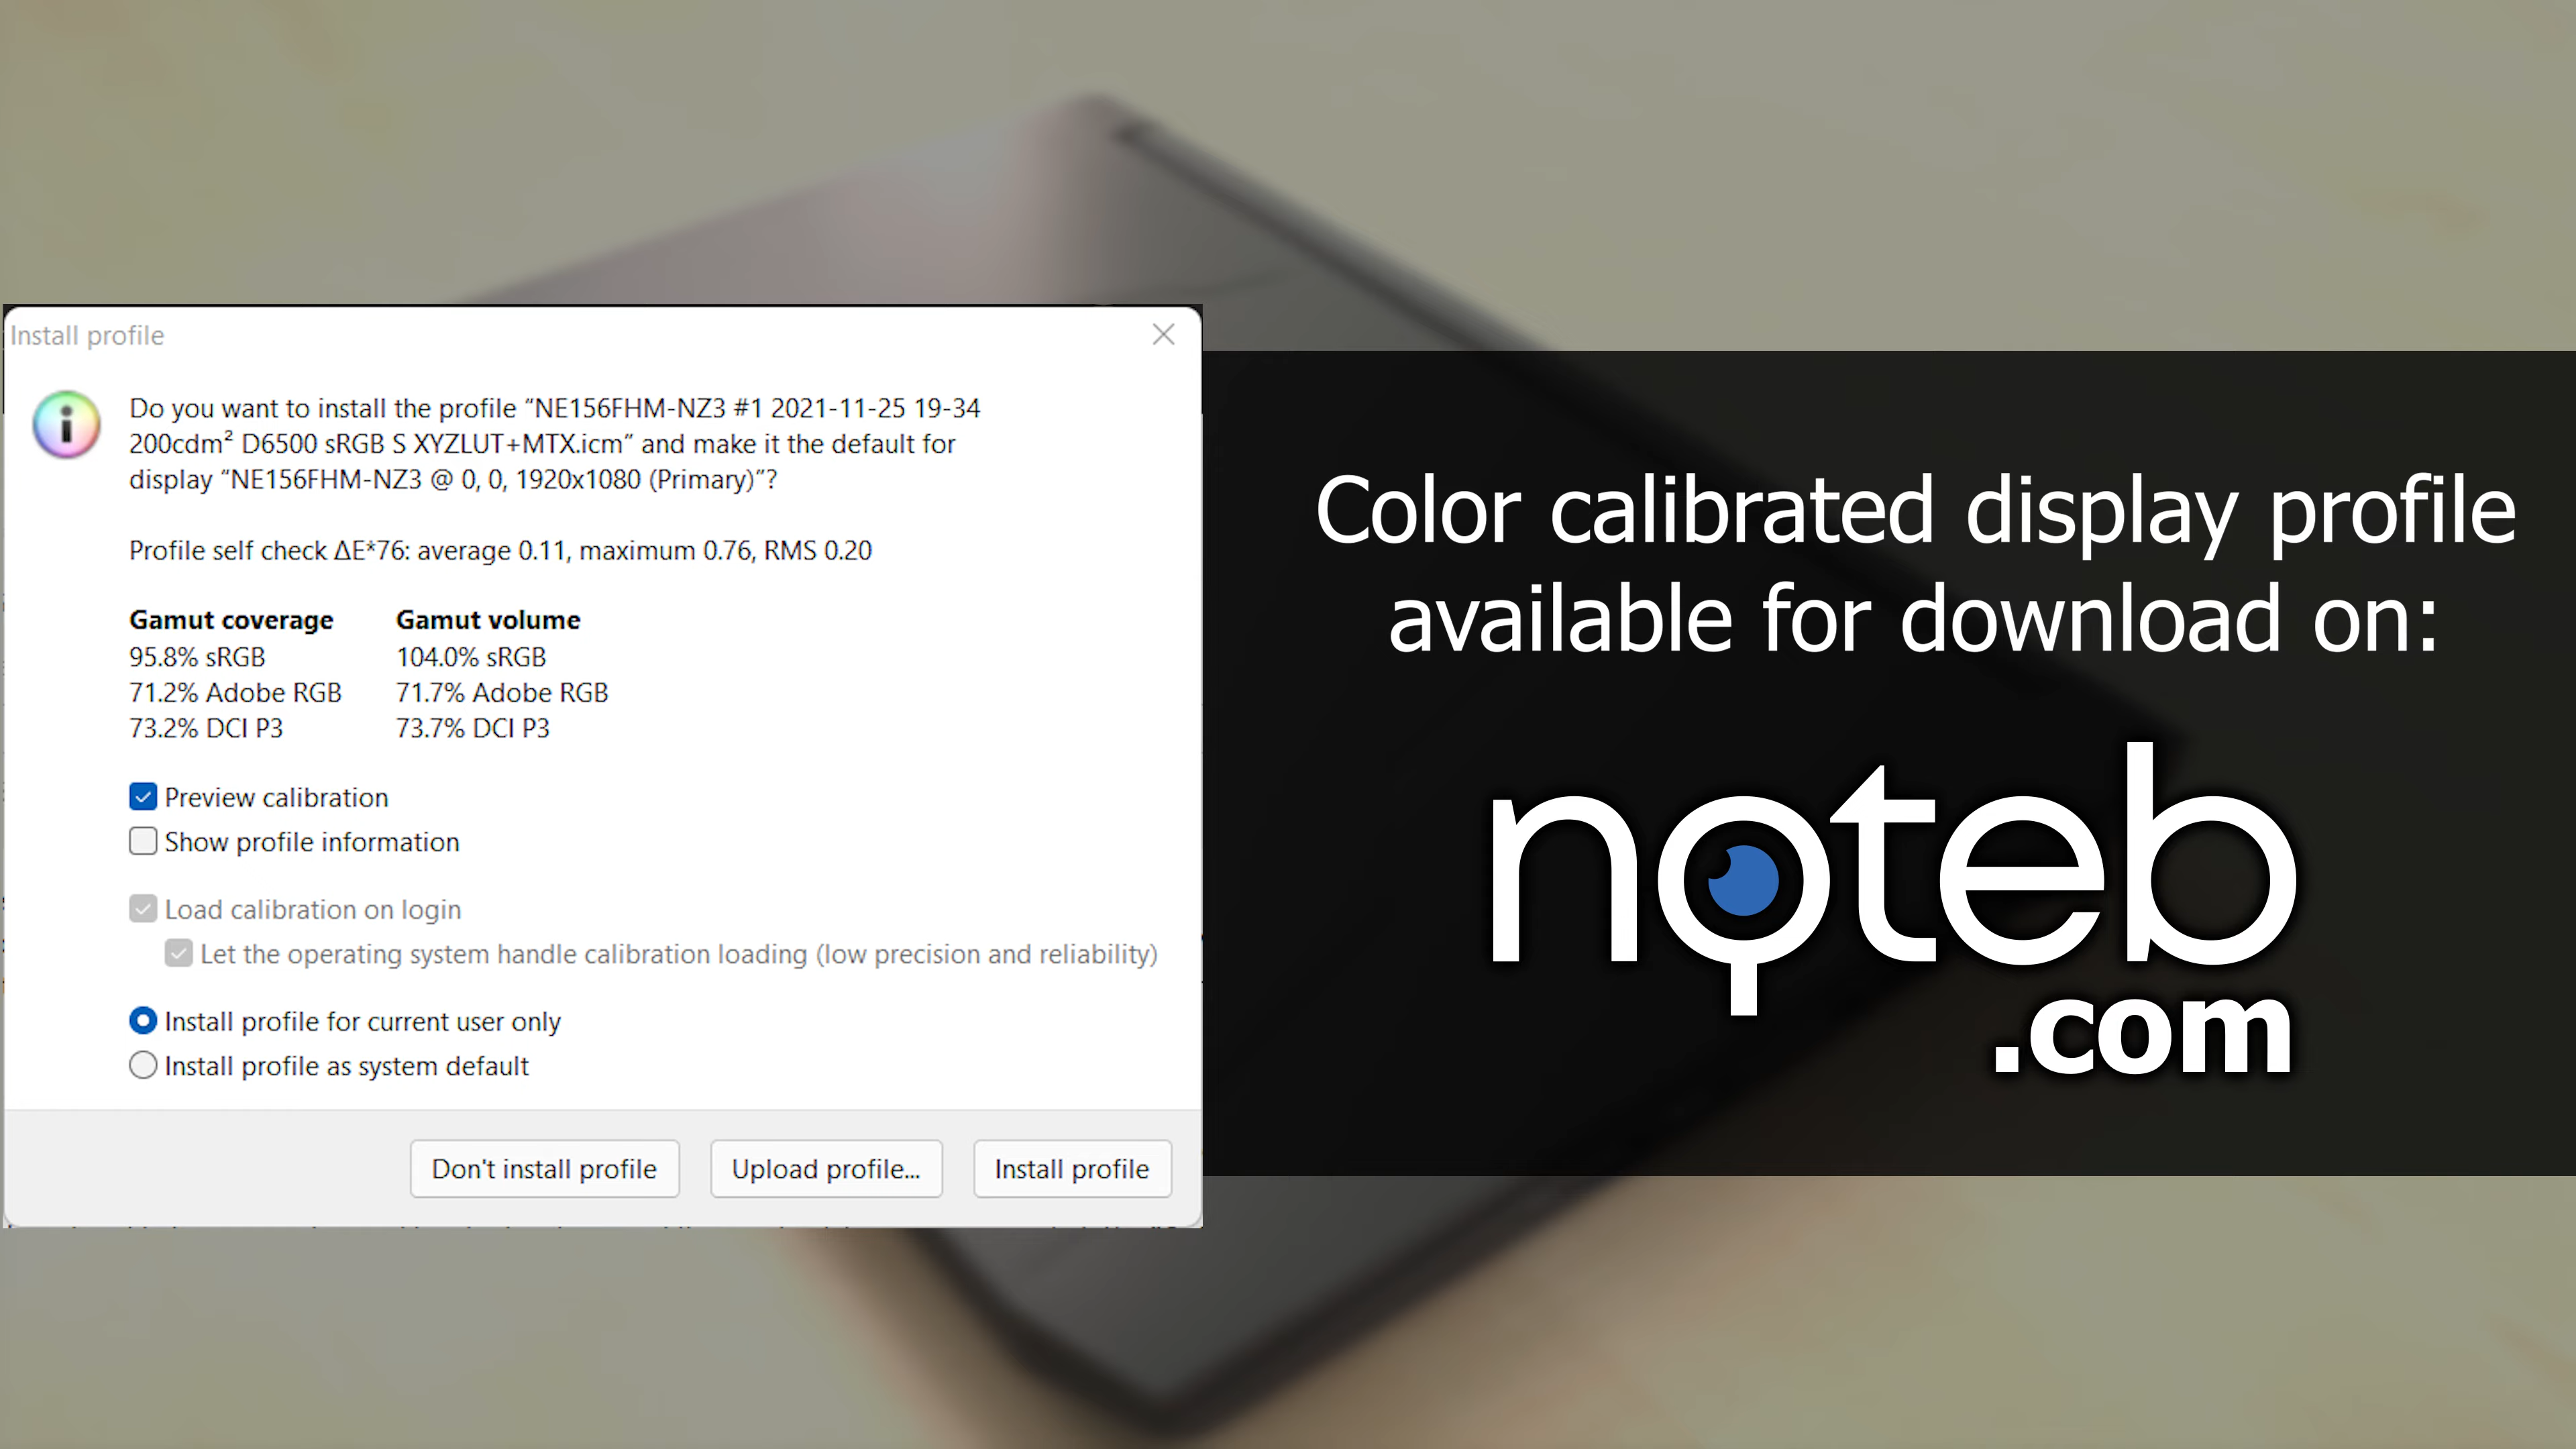 Install profile
Do you want to install the profile “NE156FHM-NZ3 #1 2021-11-25 19-34
200cdm² D6500 sRGB S XYZLUT+MTX.icm” and make it the default for
display “NE156FHM-NZ3 @ 0, 0, 1920x1080 (Primary)”?
Profile self check ΔE*76: average 0.11, maximum 0.76, RMS 0.20
Gamut coverage Gamut volume
95.8% sRGB 104.0% sRGB
71.2% Adobe RGB 71.7% Adobe RGB
73.2% DCI P3 73.7% DCI P3
Preview calibration
Show profile information
Load calibration on login
Let the operating system handle calibration loading (low precision and reliability)
Install profile for current user only
Install profile as system default
Don't install profile Upload profile... Install profile
Color calibrated display profile
available for download on:
noteb
.com